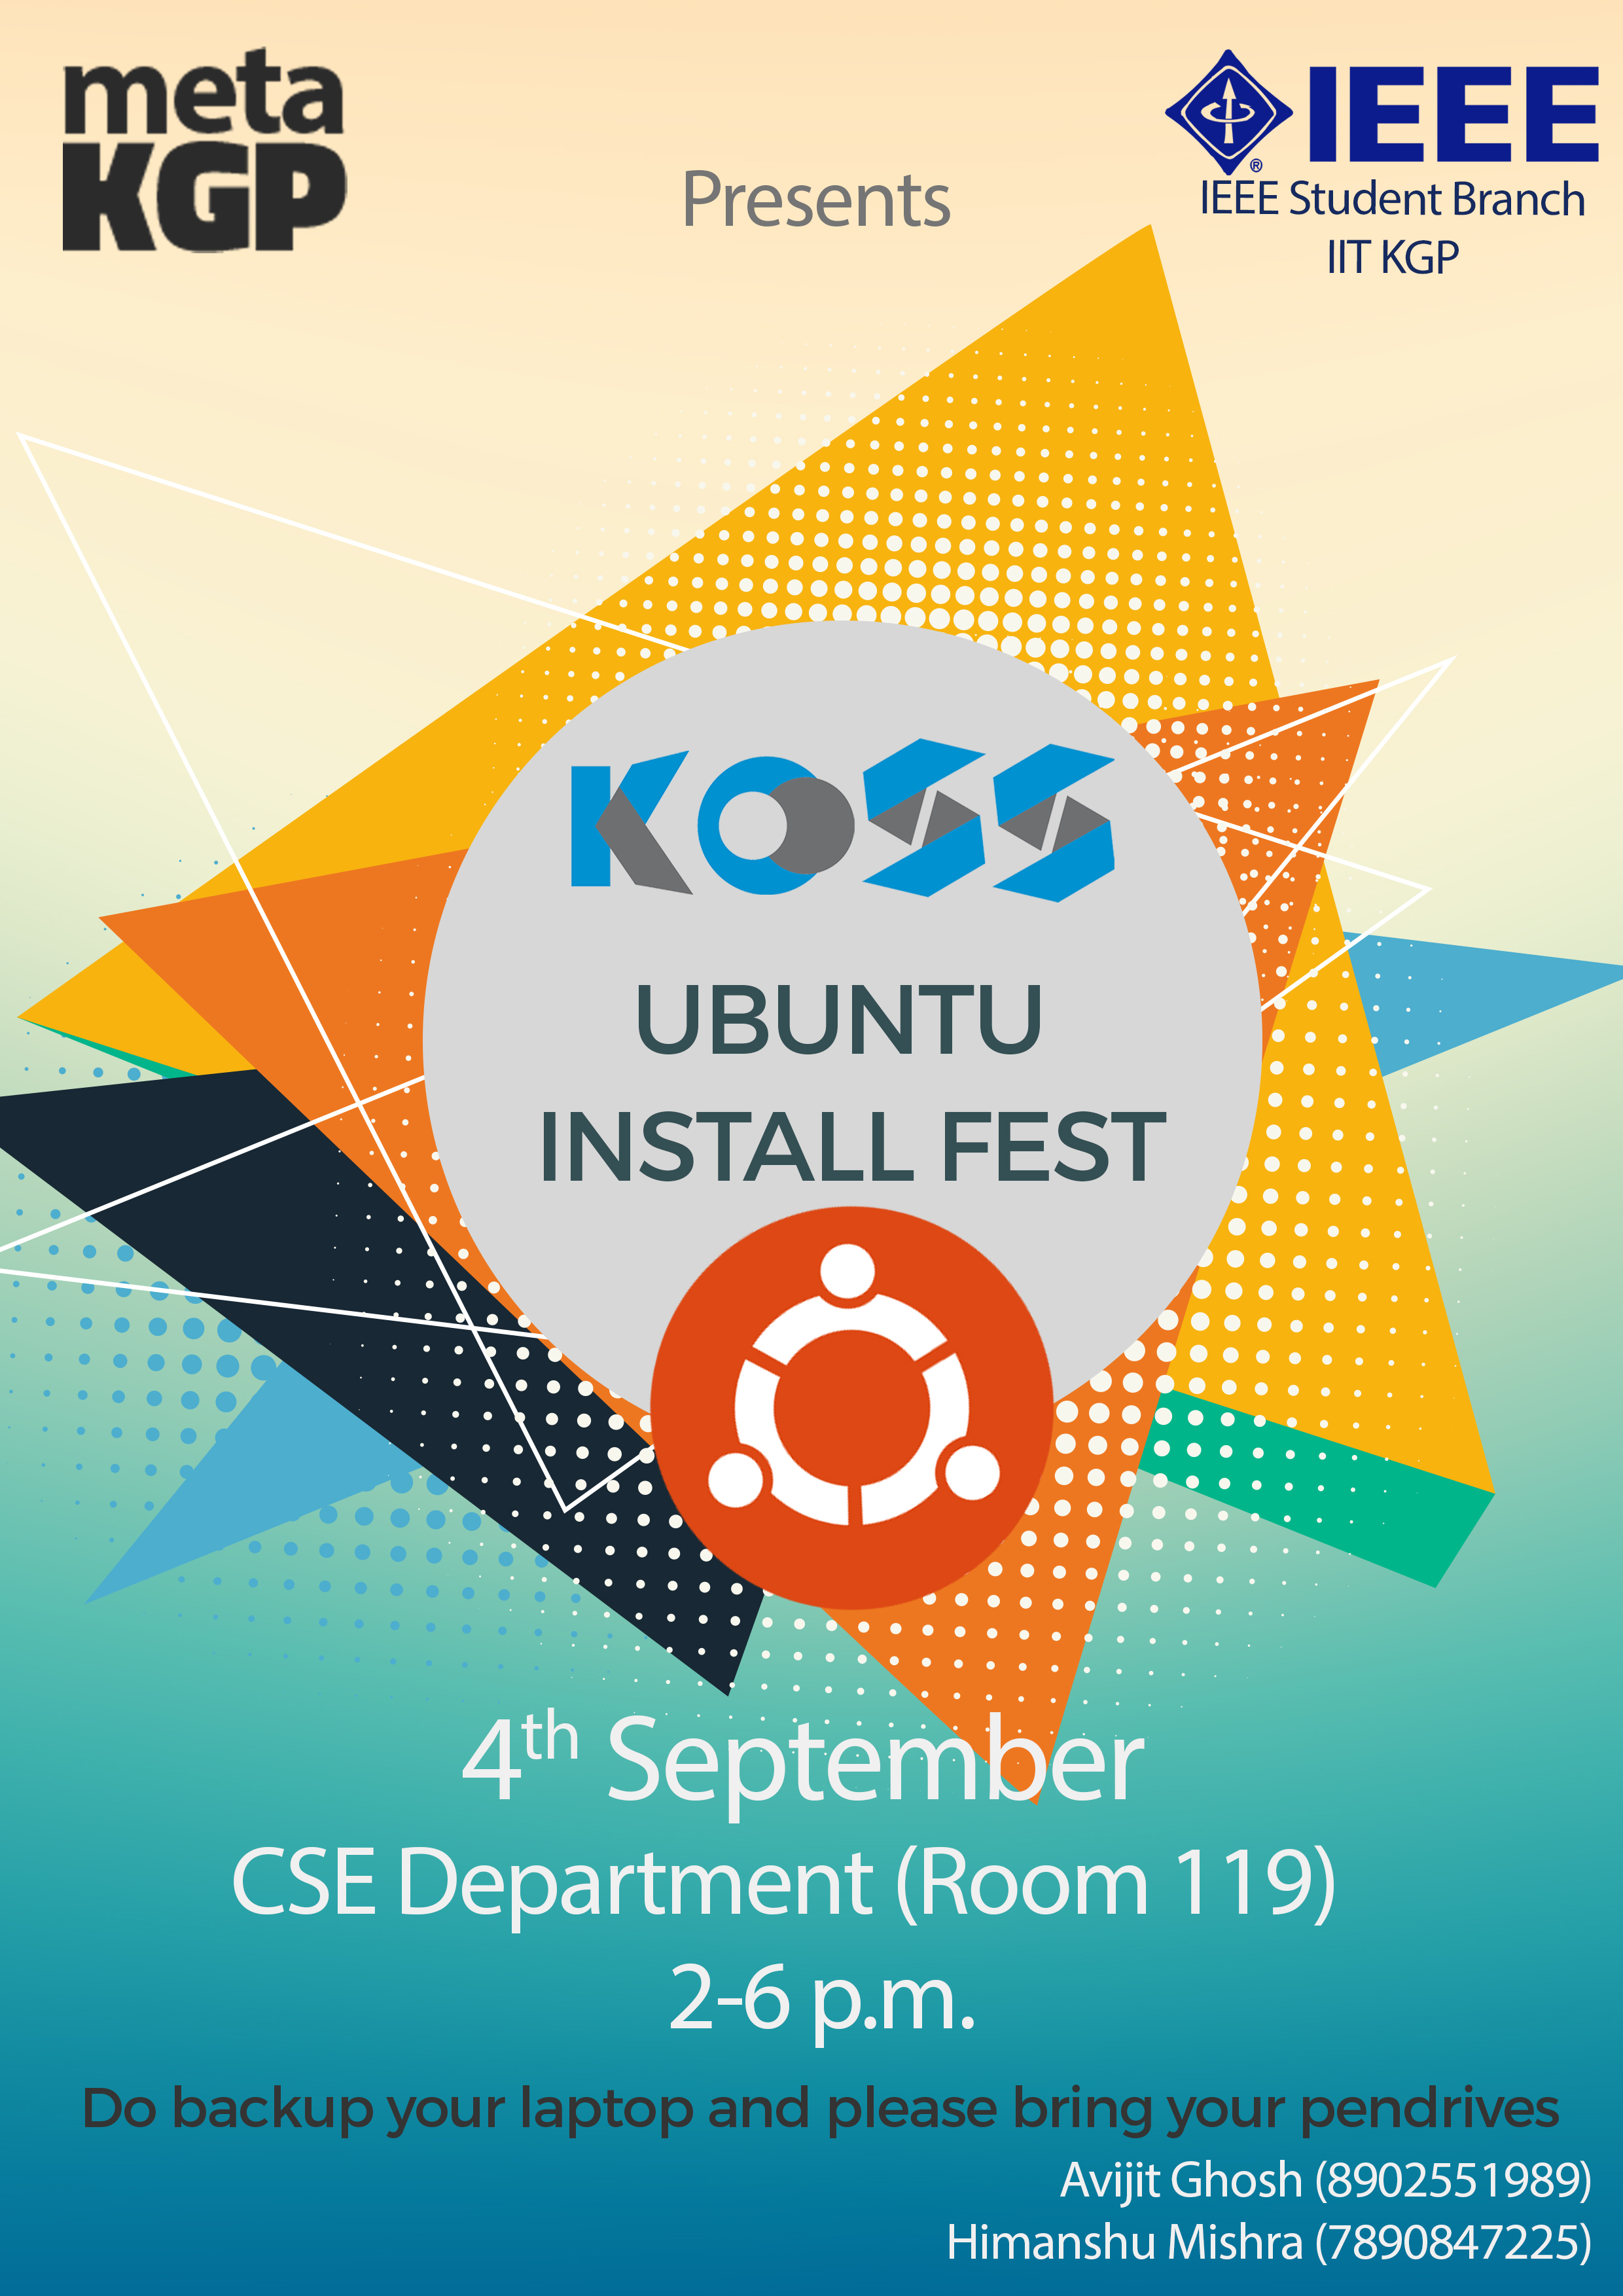 meta
KGP
Presents
IEEE
®
IEEE Student Branch
IIT KGP
KOSS
UBUNTU
INSTALL FEST
4th September
CSE Department (Room 119)
2-6 p.m.
Do backup your laptop and please bring your pendrives
Avijit Ghosh (8902551989)
Himanshu Mishra (7890847225)